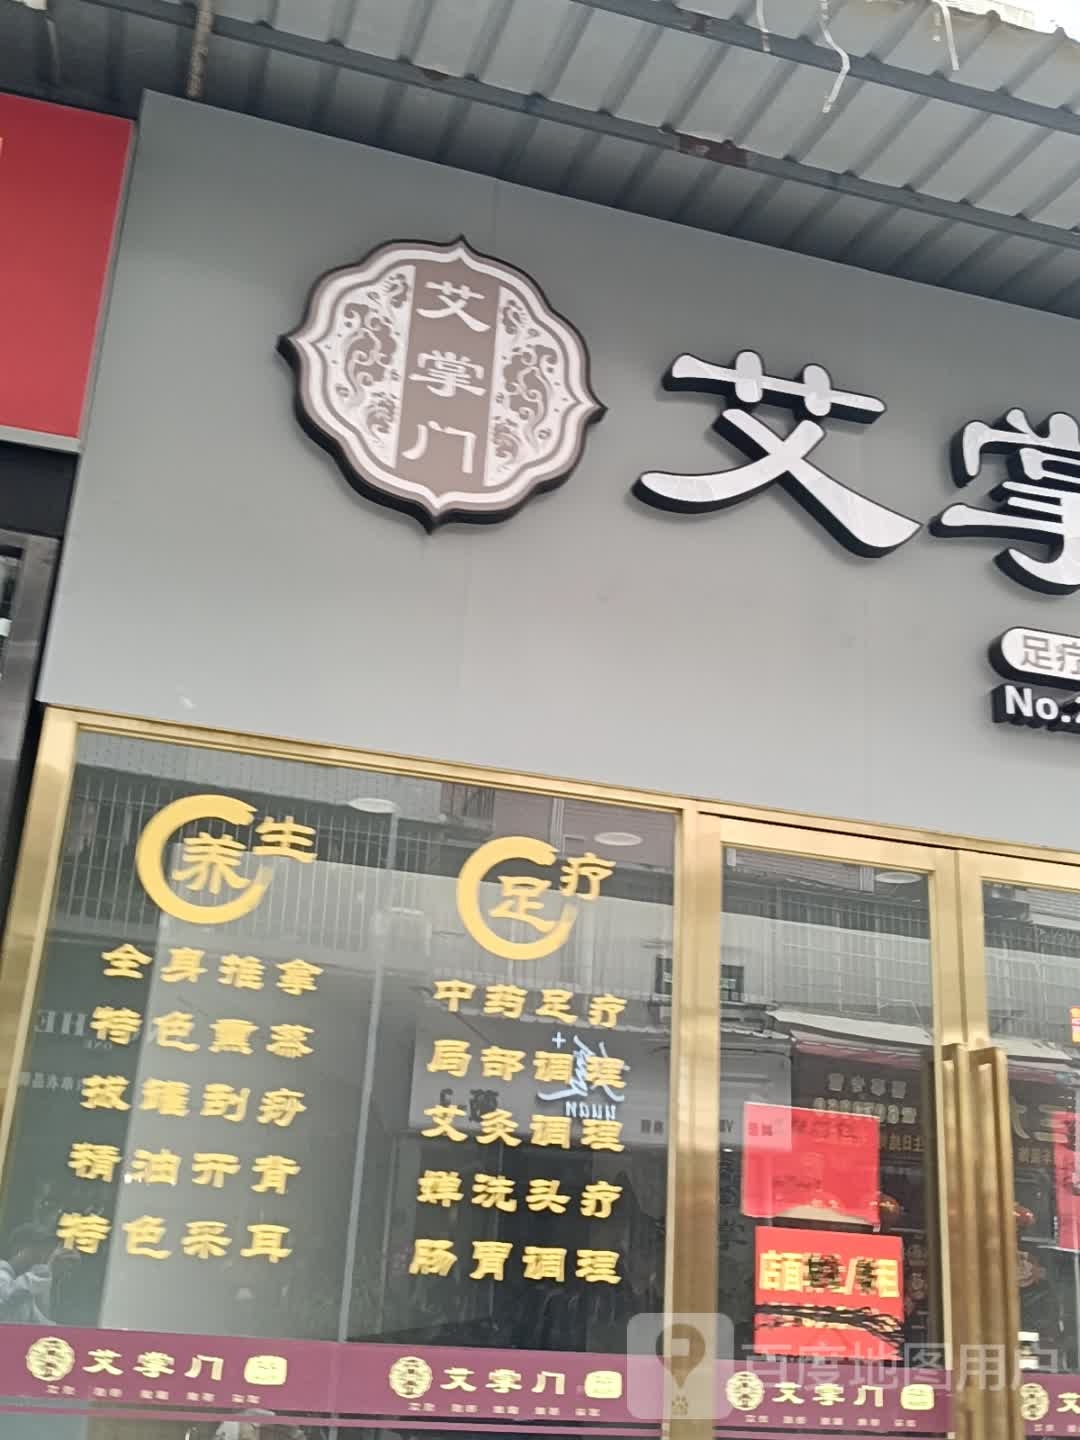 艾掌门
艾掌
足疗
No.
养生
全身推拿
特色熏蒸
拔罐刮痧
精油开背
特色采耳
足疗
中药足疗
局部调理
艾灸调理
蝉洗头疗
肠胃调理
yuan
艾掌门
艾掌门
艾掌门
百度地图用户